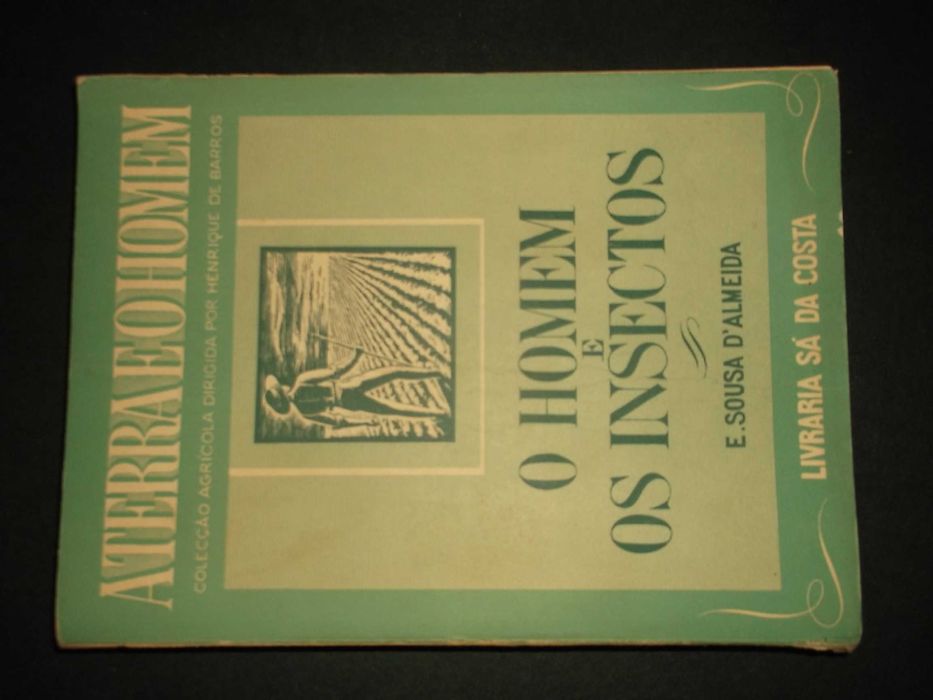 A TERRA E O HOMEM
COLECÇÃO AGRÍCOLA DIRIGIDA POR HENRIQUE DE BARROS
O HOMEM
E
OS INSECTOS
E. SOUSA D'ALMEIDA
LIVRARIA SÁ DA COSTA